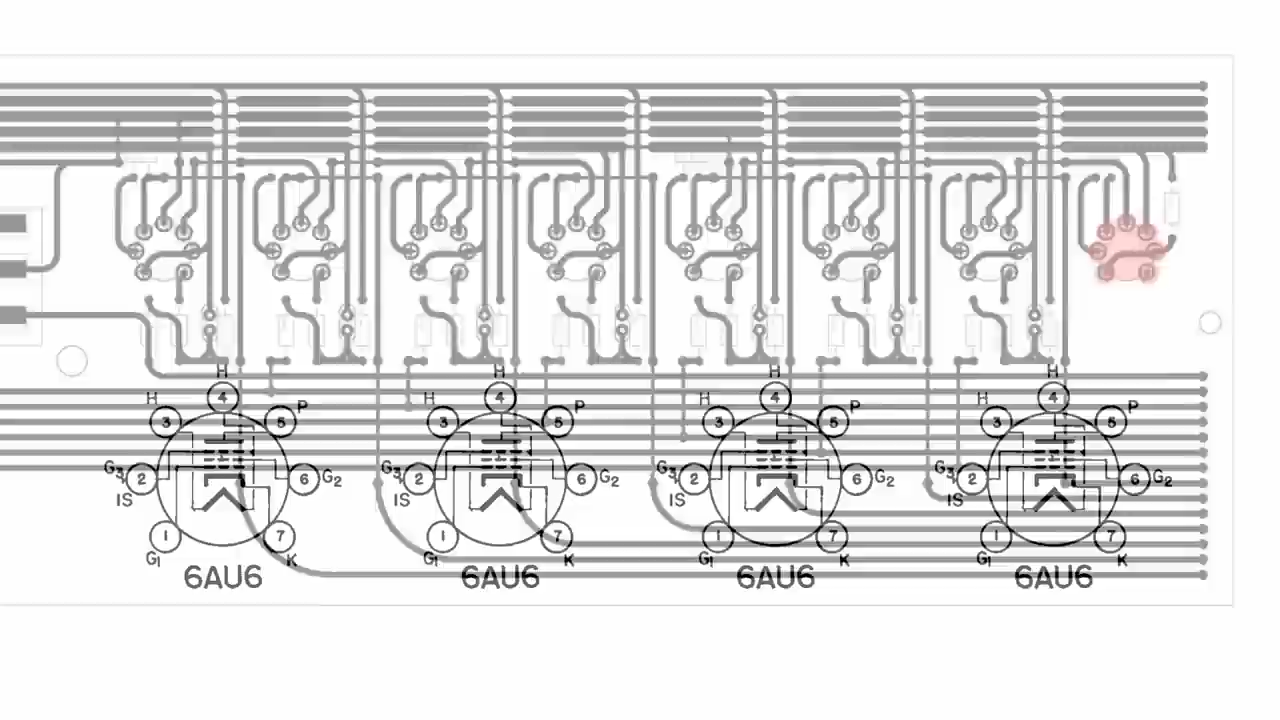 H H H H
H 4 P H 4 P H 4 P H 4 P
3 5 3 5 3 5 3 5
G3 2 6 G2 G3 2 6 G2 G3 2 6 G2 G3 2 6 G2
IS IS IS IS
1 7 1 7 1 7 1 7
G1 K G1 K G1 K G1 K
6AU6 6AU6 6AU6 6AU6